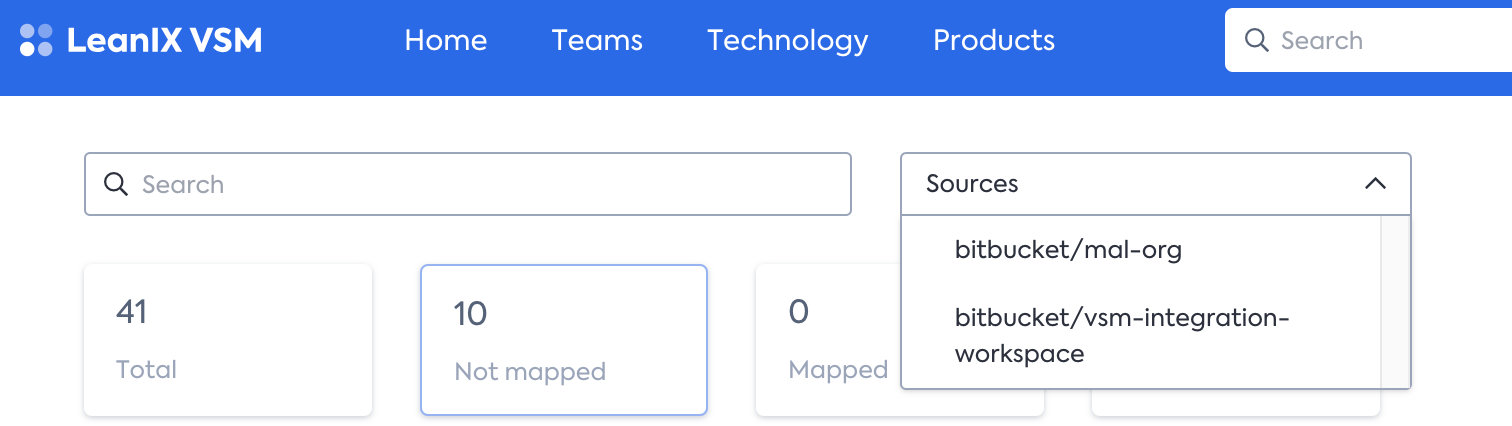 LeanIX VSM
Home Teams Technology Products
Search
Search
Sources
bitbucket/mal-org
bitbucket/vsm-integration-
workspace
41
Total
10
Not mapped
0
Mapped